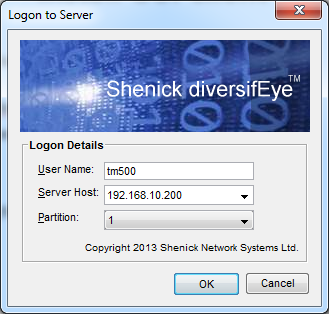 Logon to Server
Shenick diversifEye™
Logon Details
User Name: tm500
Server Host: 192.168.10.200
Partition: 1
Copyright 2013 Shenick Network Systems Ltd.
OK Cancel